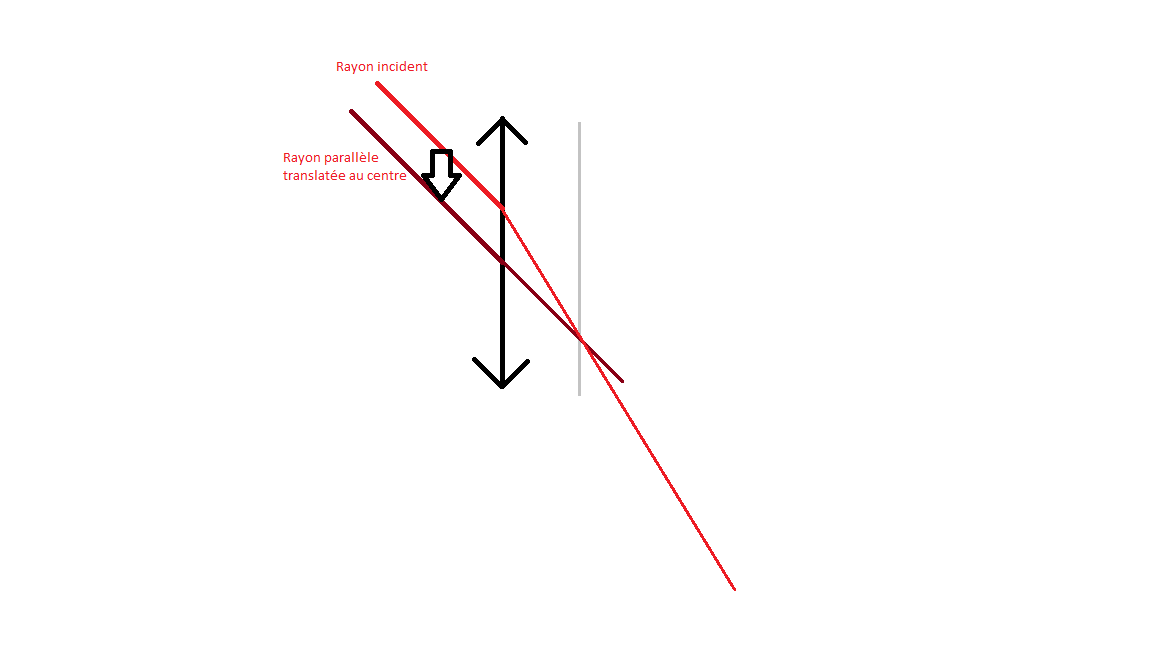 Rayon incident
Rayon parallèle
translatée au centre